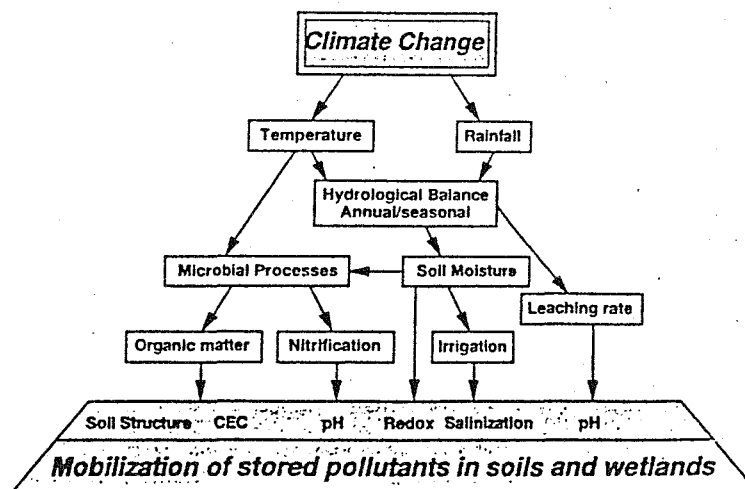 Climate Change
Temperature
Rainfall
Hydrological Balance
Annual/seasonal
Microbial Processes
Soil Moisture
Leaching rate
Organic matter
Nitrification
Irrigation
Soil Structure CEC pH Redox Salinization pH
Mobilization of stored pollutants in soils and wetlands